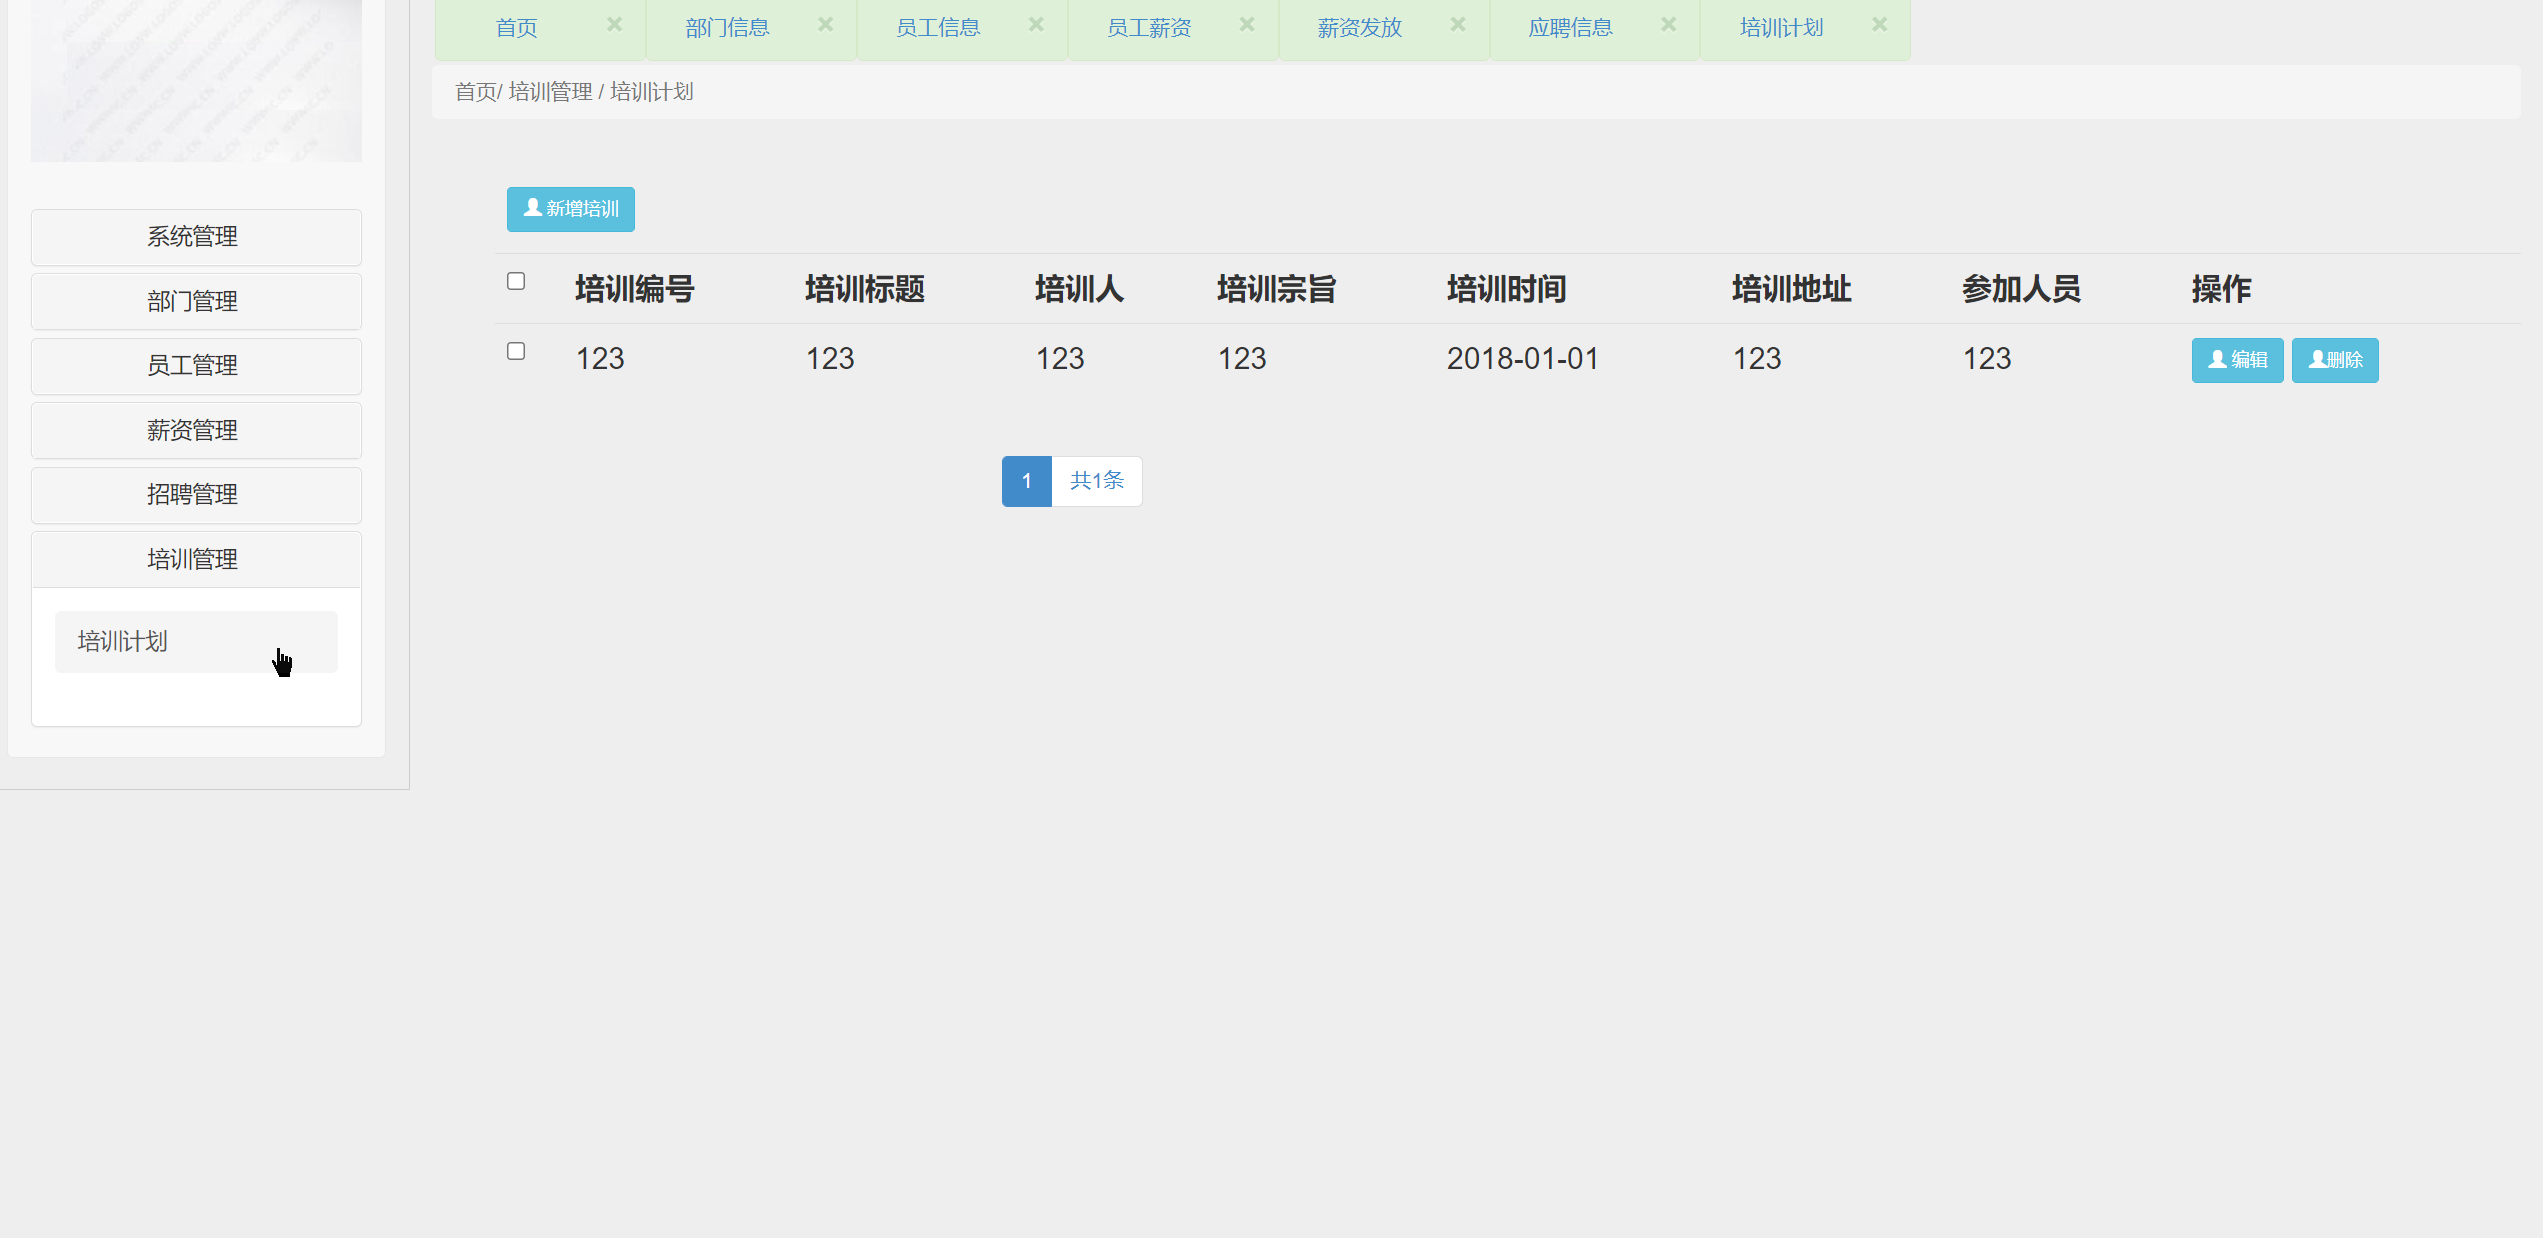 首页 × 部门信息 × 员工信息 × 员工薪资 × 薪资发放 × 应聘信息 × 培训计划 ×
首页/ 培训管理 / 培训计划
系统管理
部门管理
员工管理
薪资管理
招聘管理
培训管理
培训计划
新增培训
培训编号 培训标题 培训人 培训宗旨 培训时间 培训地址 参加人员 操作
123 123 123 123 2018-01-01 123 123 编辑 删除
1 共1条